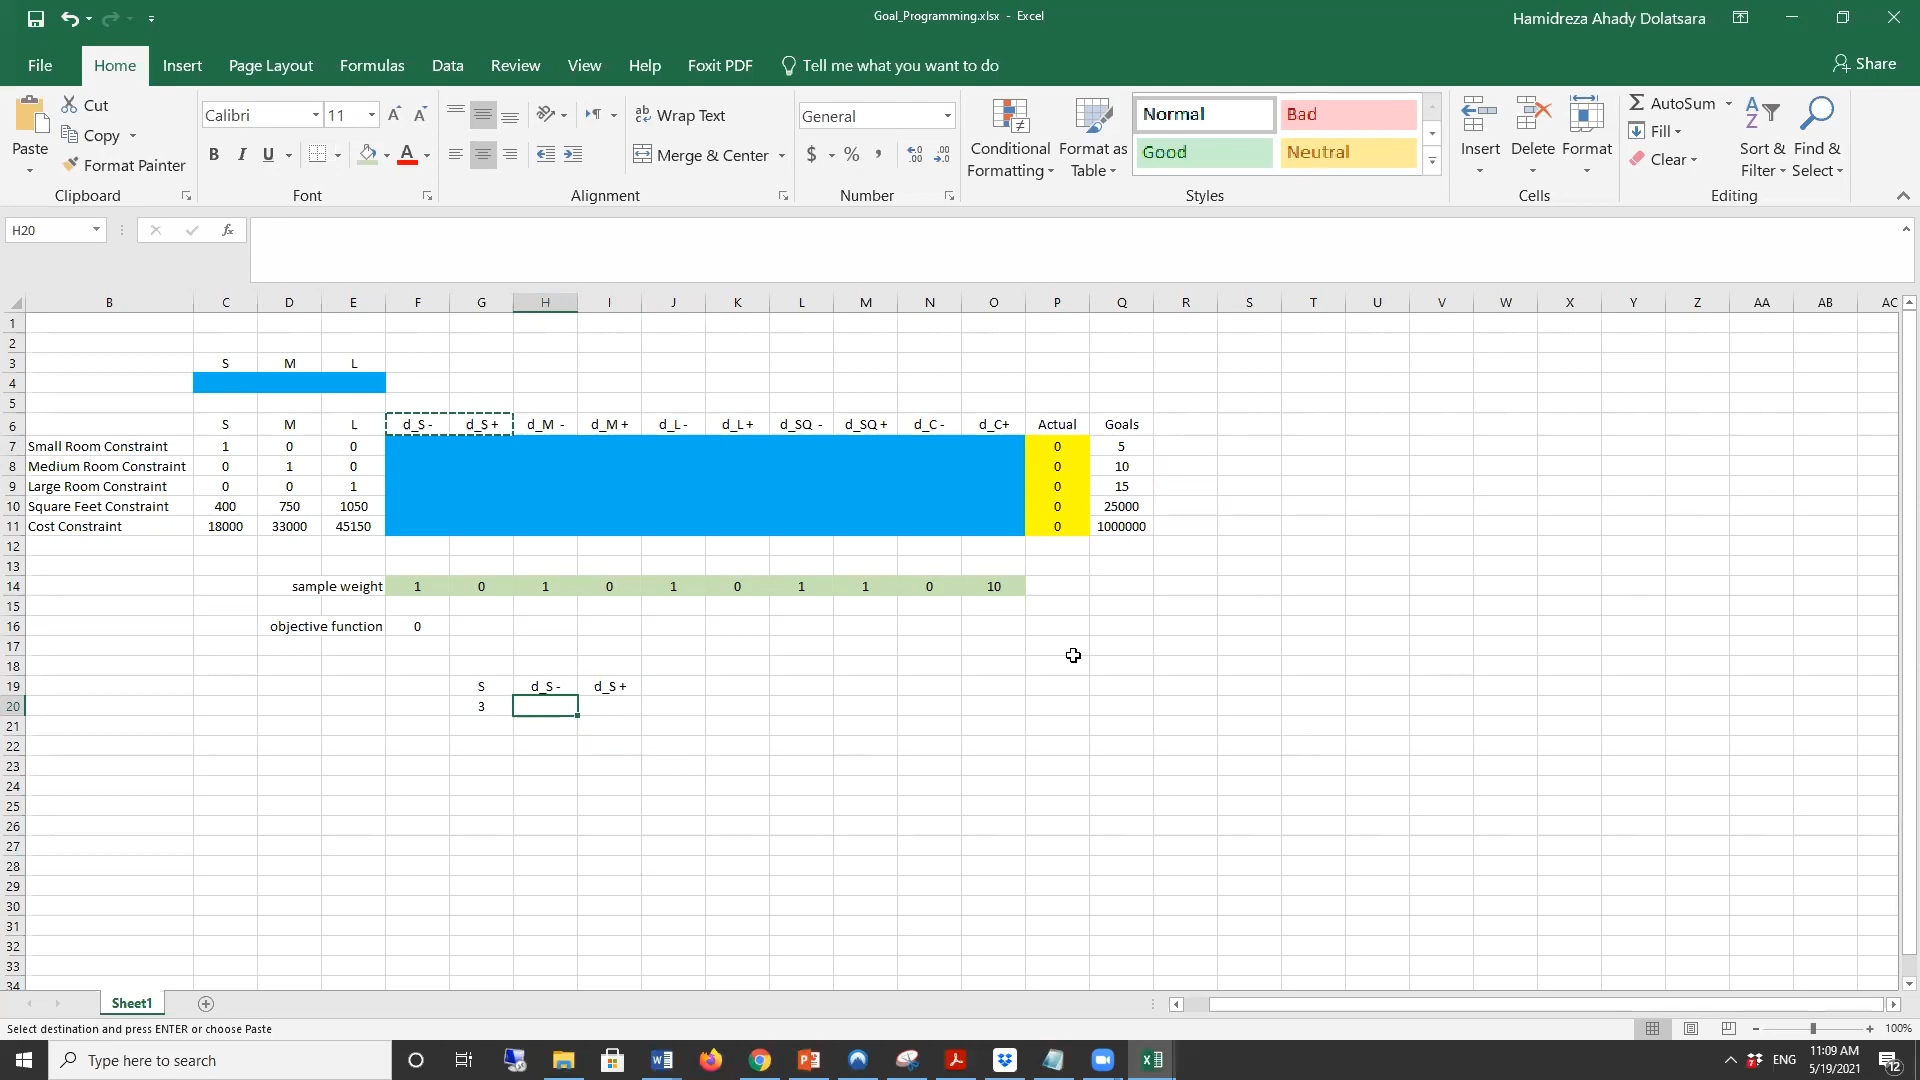 Goal_Programming.xlsx - Excel
Hamidreza Ahady Dolatsara
File Home Insert Page Layout Formulas Data Review View Help Foxit PDF Tell me what you want to do Share
Paste
Cut
Copy
Format Painter
Clipboard
Calibri 11
B I U
Font
Wrap Text
Merge & Center
Alignment
General
$ % ,
Number
Conditional Formatting
Format as Table
Normal Bad
Good Neutral
Styles
Insert Delete Format
Cells
AutoSum
Fill
Clear
Sort & Filter
Find & Select
Editing
H20
fx
B C D E F G H I J K L M N O P Q R S T U V W X Y Z AA AB AC
1
2
3 S M L
4
5
6 S M L d_S - d_S + d_M - d_M + d_L - d_L + d_SQ - d_SQ + d_C - d_C+ Actual Goals
7 Small Room Constraint 1 0 0 0 5
8 Medium Room Constraint 0 1 0 0 10
9 Large Room Constraint 0 0 1 0 15
10 Square Feet Constraint 400 750 1050 0 25000
11 Cost Constraint 18000 33000 45150 0 1000000
12
13
14 sample weight 1 0 1 0 1 0 1 1 0 10
15
16 objective function 0
17
18
19 S d_S - d_S +
20 3
21
22
23
24
25
26
27
28
29
30
31
32
33
34
Sheet1
Select destination and press ENTER or choose Paste
100%
Type here to search
ENG
11:09 AM
5/19/2021
12